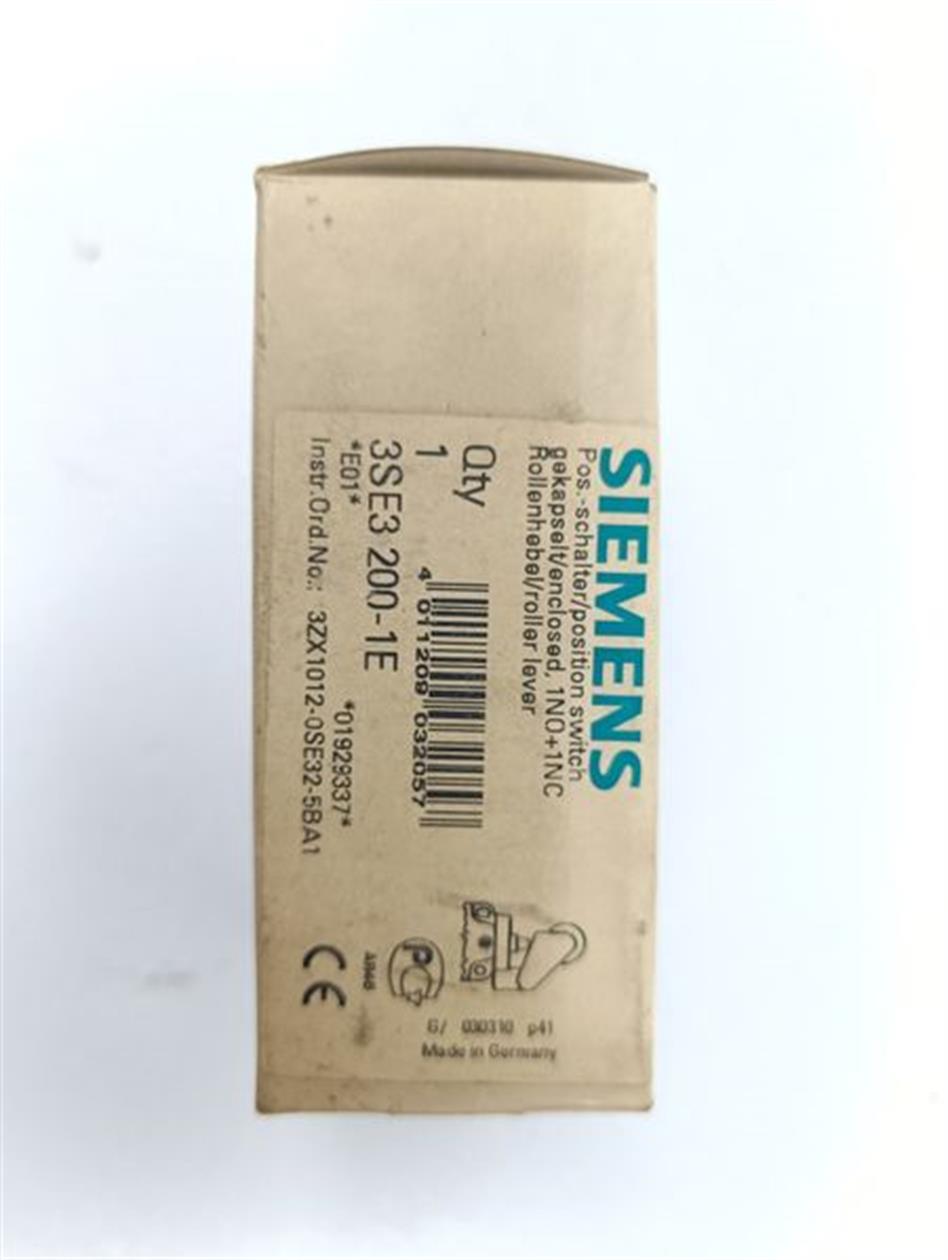 SIEMENS
Pos.-schalter/position switch
gekapselt/enclosed, 1NO+1NC
Rollenhebel/roller lever
Qty
1
4 011209 032057
3SE3 200-1E
*E01*
*01929337*
Instr.Ord.No.: 3ZX1012-0SE32-5BA1
G/ 030310 p41
Made in Germany
CE